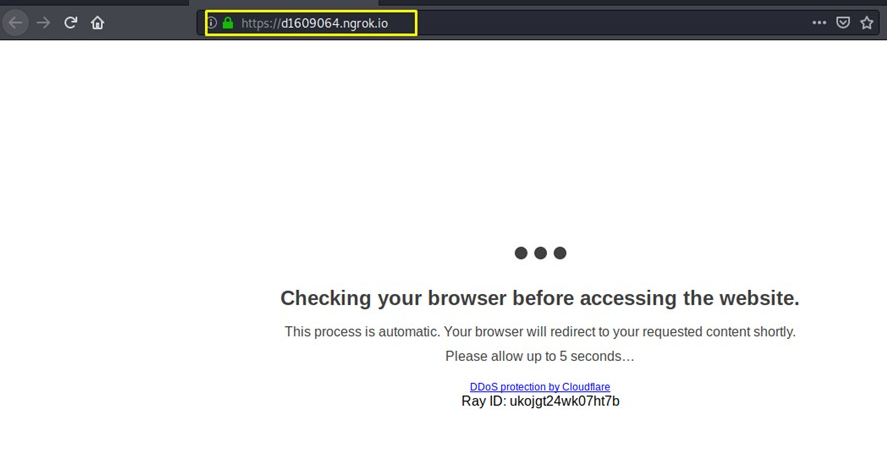 https://d1609064.ngrok.io
Checking your browser before accessing the website.
This process is automatic. Your browser will redirect to your requested content shortly.
Please allow up to 5 seconds…
DDoS protection by Cloudflare
Ray ID: ukojgt24wk07ht7b